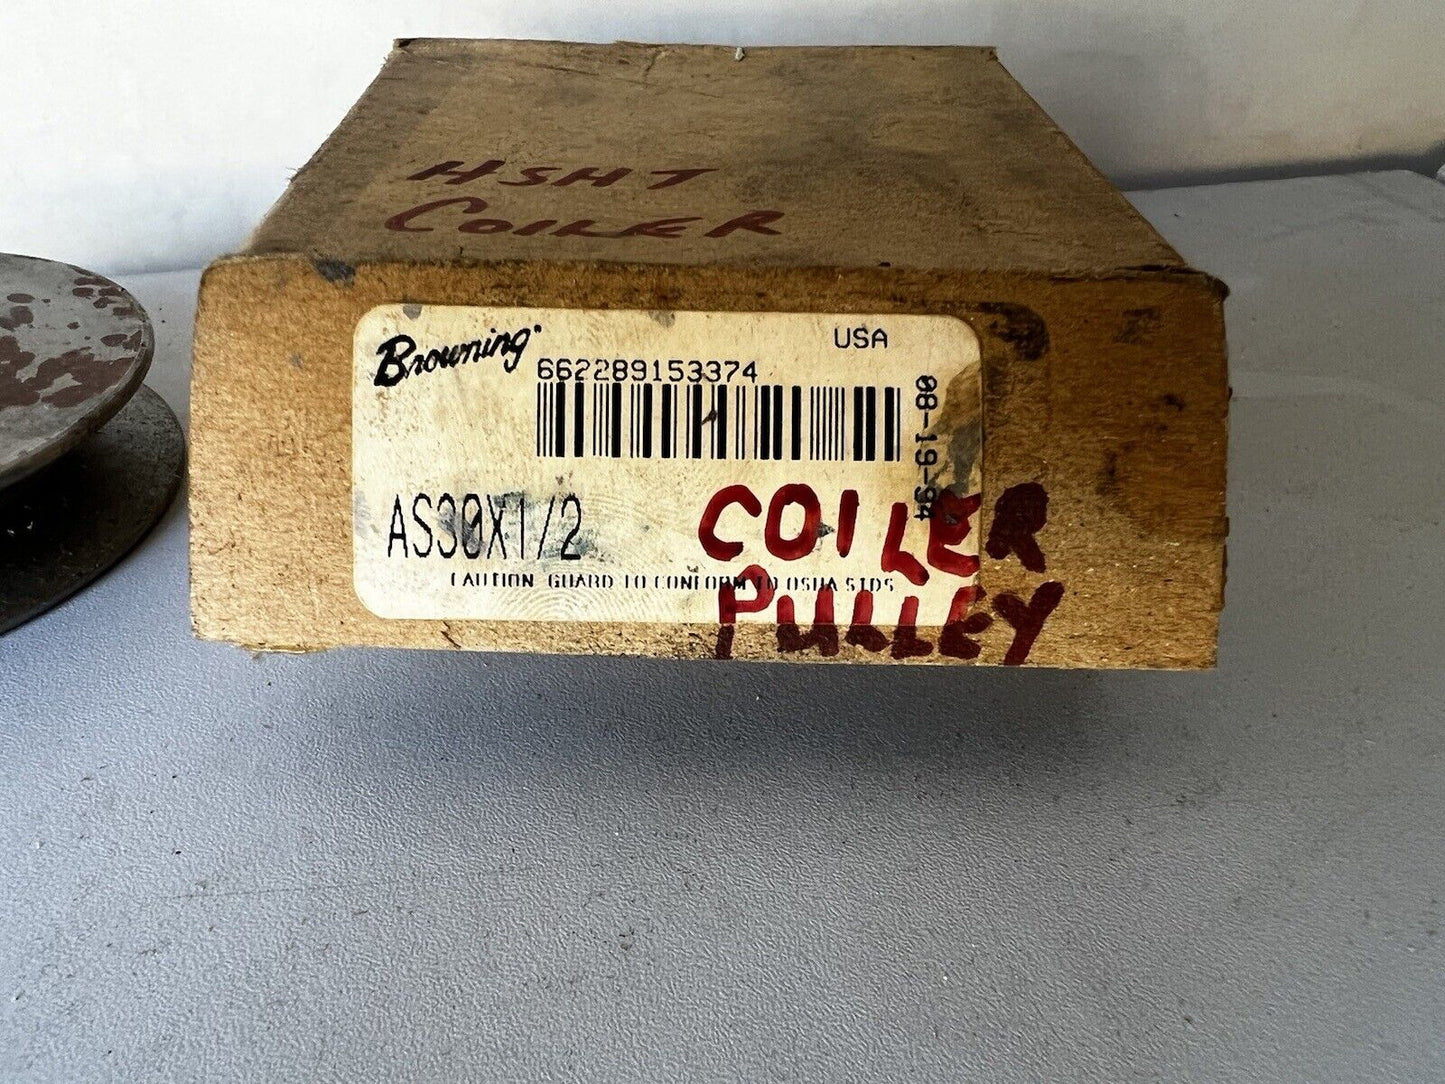 HSHT
COILER
Browning
USA
662289153374
08-19-94
AS30X1/2
CAUTION GUARD TO CONFORM TO OSHA STDS
COILER
PULLEY